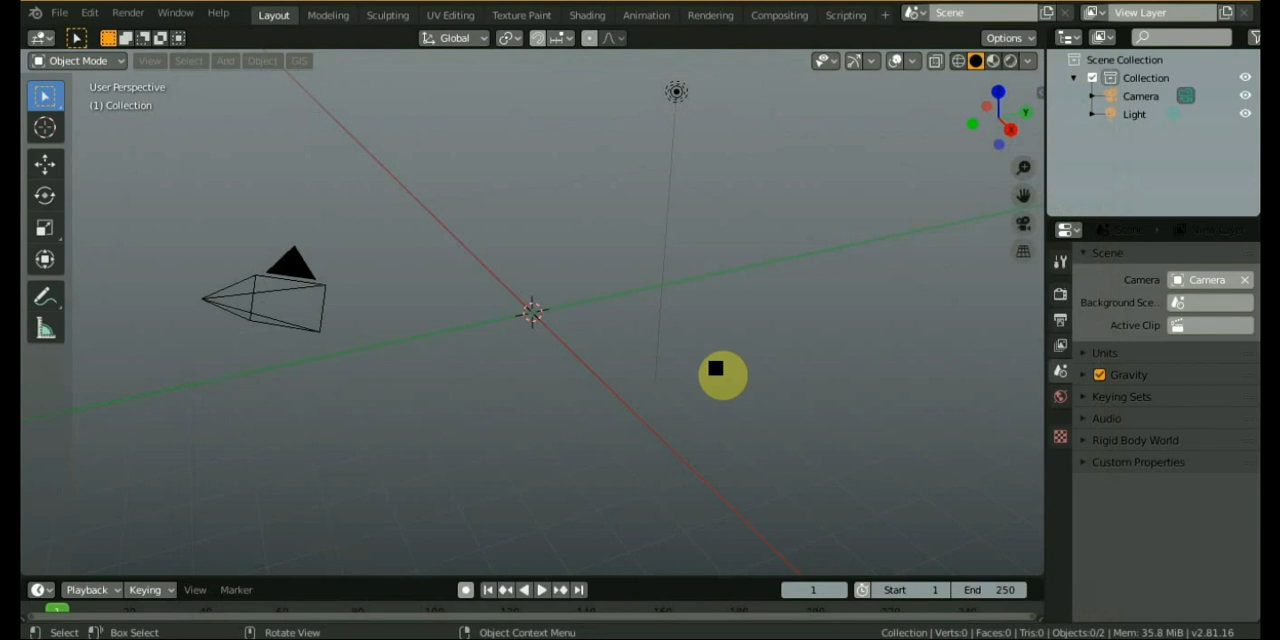 File Edit Render Window Help Layout Modeling Sculpting UV Editing Texture Paint Shading Animation Rendering Compositing Scripting + Scene View Layer
Global Options
Object Mode View Select Add Object GIS
User Perspective
(1) Collection
Scene Collection
Collection
Camera
Light
Y
X
Scene View Layer
Scene
Camera Camera
Background Sce..
Active Clip
Units
Gravity
Keying Sets
Audio
Rigid Body World
Custom Properties
Playback Keying View Marker 1 Start 1 End 250
Select Box Select Rotate View Object Context Menu Collection | Verts:0 | Faces:0 | Tris:0 | Objects:0/2 | Mem: 35.8 MiB | v2.81.16